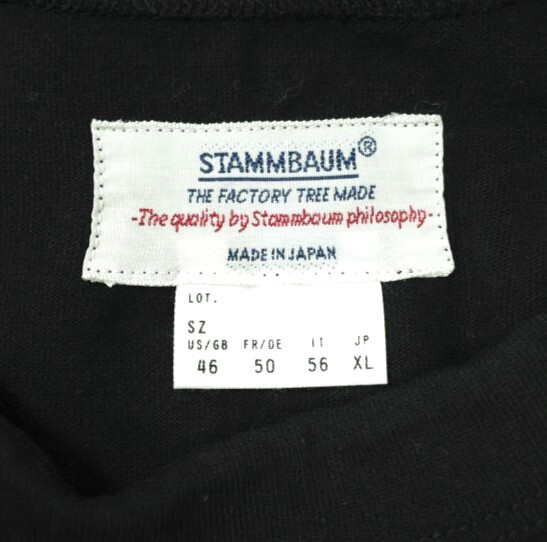 STAMMBAUM®
THE FACTORY TREE MADE
-The quality by Stammbaum philosophy-
MADE IN JAPAN
LOT.
SZ
US/GB FR/DE IT JP
46 50 56 XL